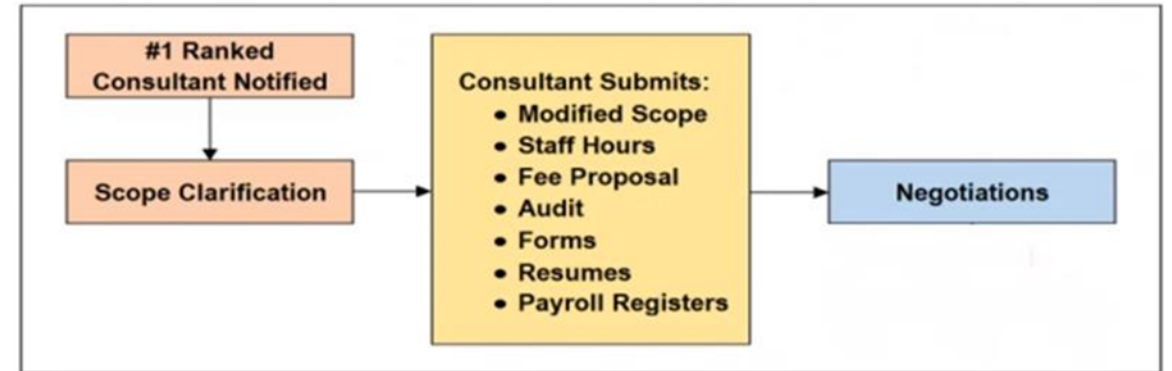 #1 Ranked
Consultant Notified
Scope Clarification
Consultant Submits:
• Modified Scope
• Staff Hours
• Fee Proposal
• Audit
• Forms
• Resumes
• Payroll Registers
Negotiations